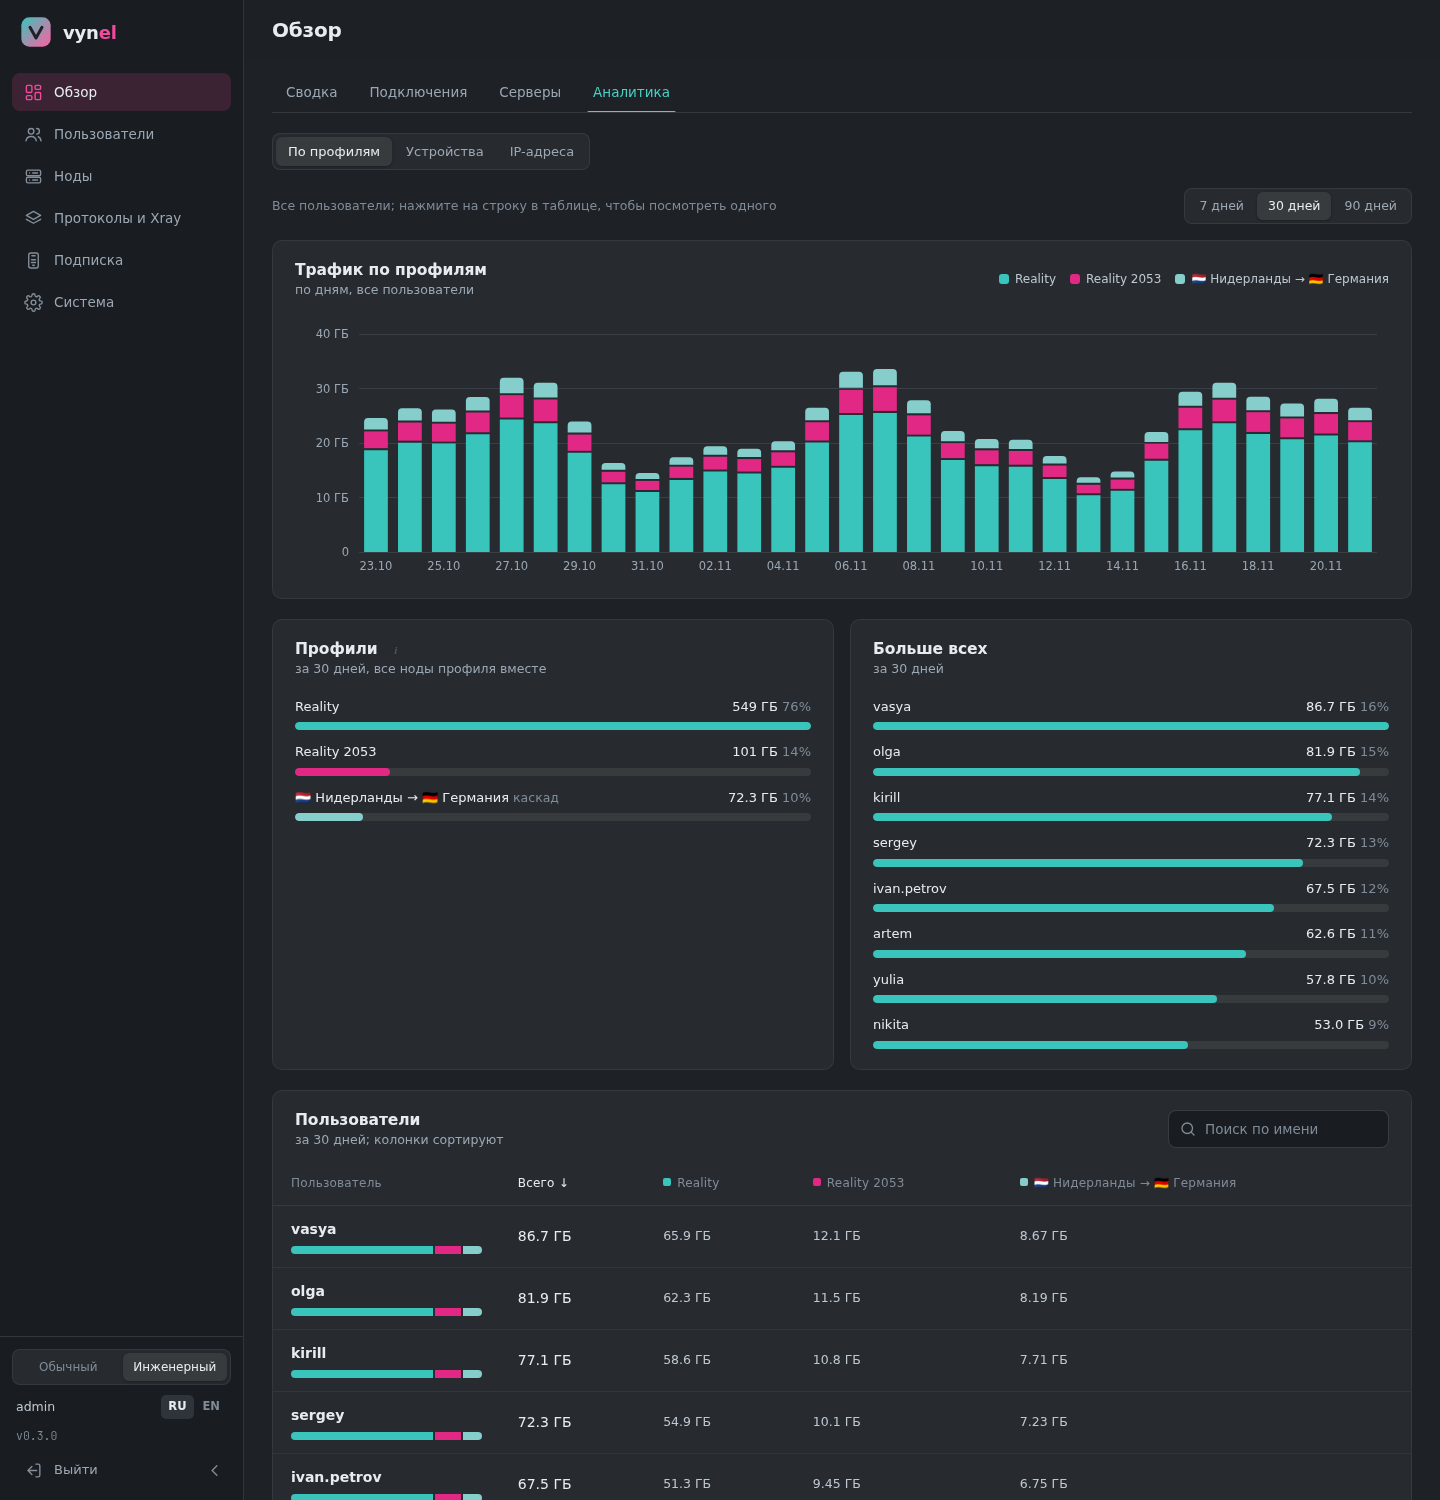 vynel
Обзор
Пользователи
Ноды
Протоколы и Xray
Подписка
Система
Обычный Инженерный
admin RU EN
v0.3.0
Выйти
Обзор
Сводка Подключения Серверы Аналитика
По профилям Устройства IP-адреса
Все пользователи; нажмите на строку в таблице, чтобы посмотреть одного
7 дней 30 дней 90 дней
Трафик по профилям
по дням, все пользователи
Reality Reality 2053 🇳🇱 Нидерланды → 🇩🇪 Германия
40 ГБ
30 ГБ
20 ГБ
10 ГБ
0
23.10 25.10 27.10 29.10 31.10 02.11 04.11 06.11 08.11 10.11 12.11 14.11 16.11 18.11 20.11
Профили i
за 30 дней, все ноды профиля вместе
Reality 549 ГБ 76%
Reality 2053 101 ГБ 14%
🇳🇱 Нидерланды → 🇩🇪 Германия каскад 72.3 ГБ 10%
Больше всех
за 30 дней
vasya 86.7 ГБ 16%
olga 81.9 ГБ 15%
kirill 77.1 ГБ 14%
sergey 72.3 ГБ 13%
ivan.petrov 67.5 ГБ 12%
artem 62.6 ГБ 11%
yulia 57.8 ГБ 10%
nikita 53.0 ГБ 9%
Пользователи
за 30 дней; колонки сортируют
Поиск по имени
Пользователь Всего ↓ Reality Reality 2053 🇳🇱 Нидерланды → 🇩🇪 Германия
vasya 86.7 ГБ 65.9 ГБ 12.1 ГБ 8.67 ГБ
olga 81.9 ГБ 62.3 ГБ 11.5 ГБ 8.19 ГБ
kirill 77.1 ГБ 58.6 ГБ 10.8 ГБ 7.71 ГБ
sergey 72.3 ГБ 54.9 ГБ 10.1 ГБ 7.23 ГБ
ivan.petrov 67.5 ГБ 51.3 ГБ 9.45 ГБ 6.75 ГБ